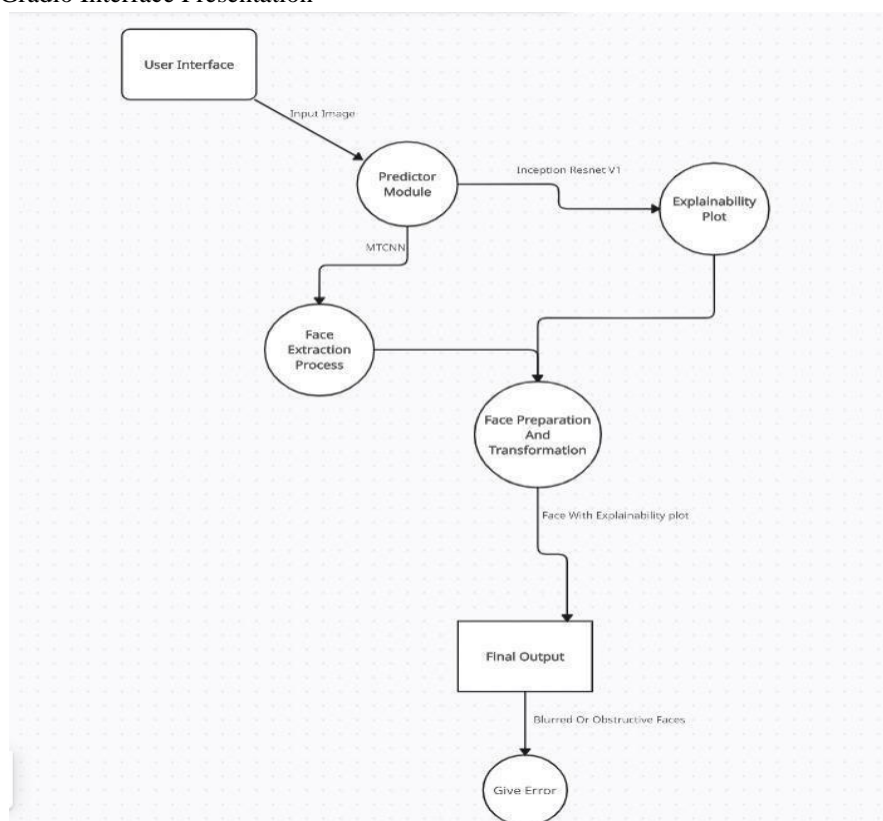 Gradio Interface Presentation
User Interface
Input Image
Predictor
Module
Inception Resnet V1
Explainability
Plot
MTCNN
Face
Extraction
Process
Face Preparation
And
Transformation
Face With Explainability plot
Final Output
Blurred Or Obstructive Faces
Give Error